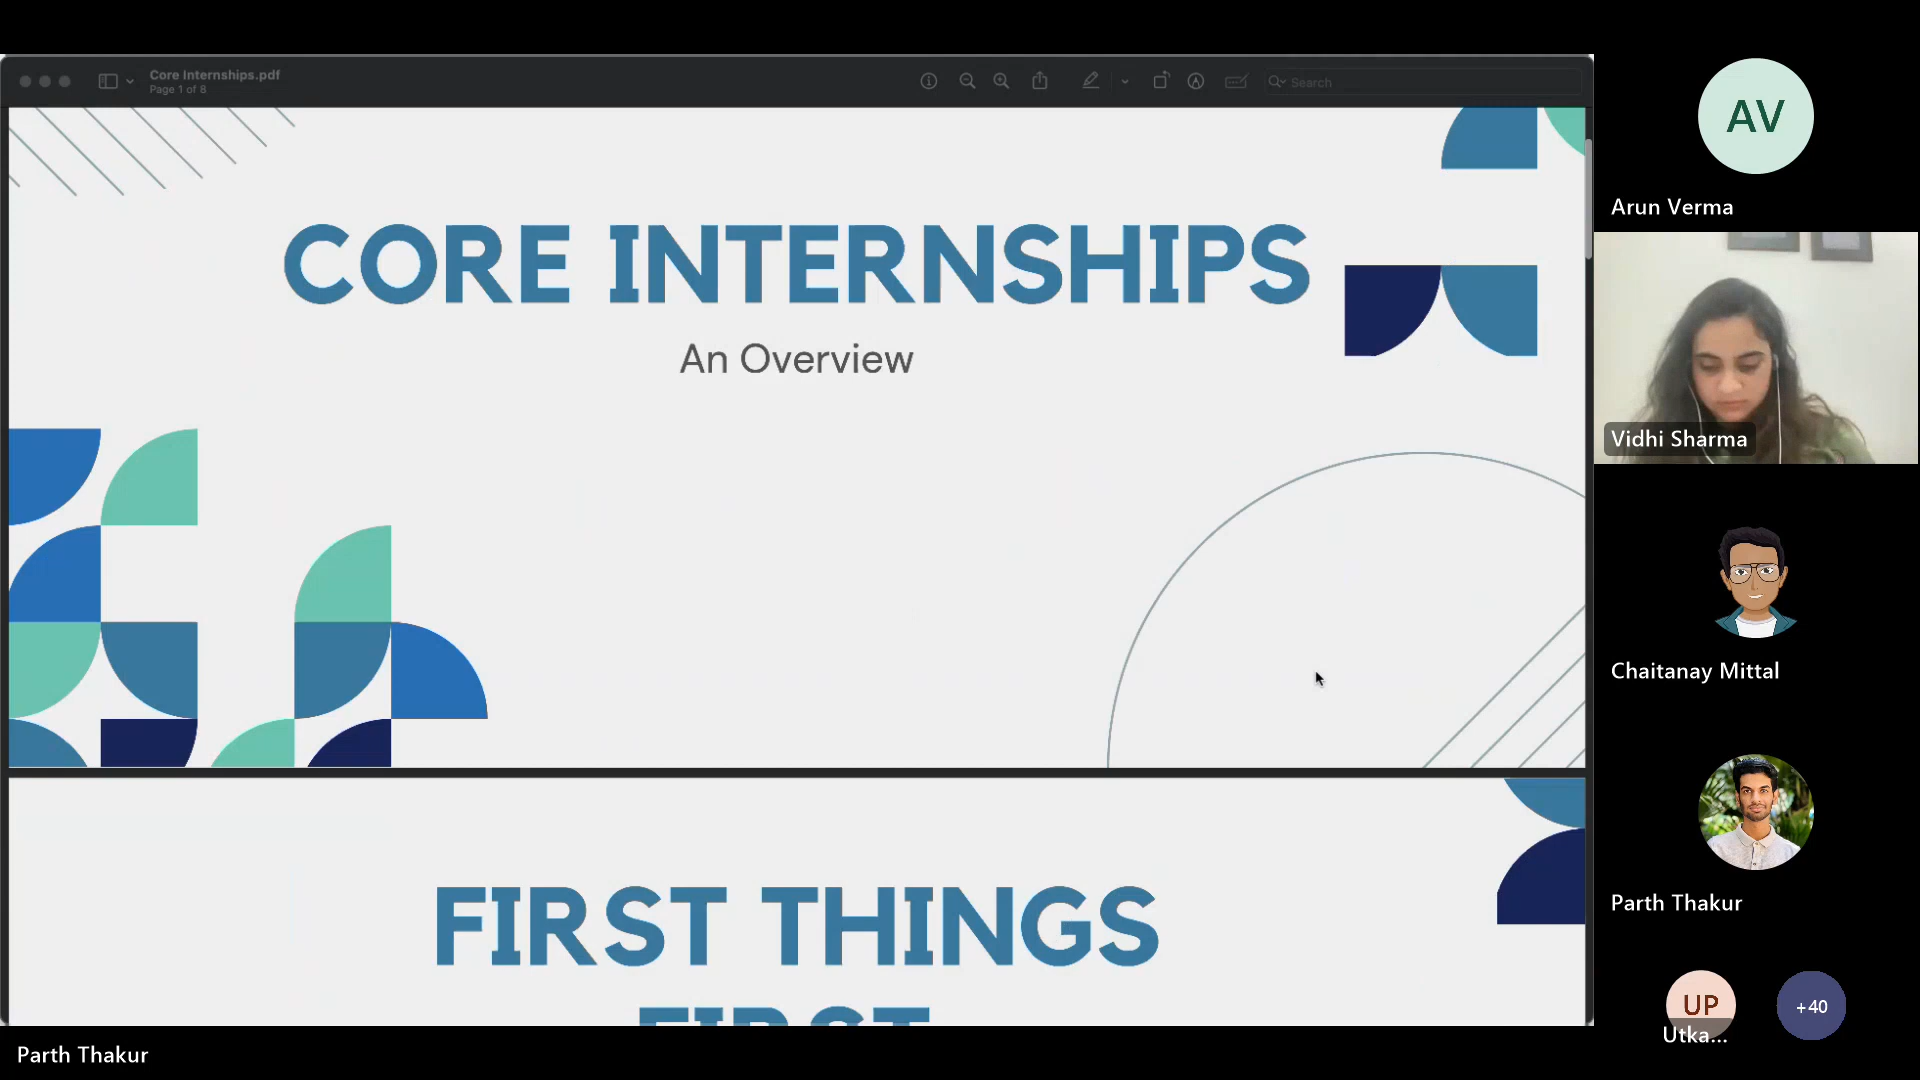 Core Internships.pdf
Page 1 of 8
Search
CORE INTERNSHIPS
An Overview
FIRST THINGS
FIRST
AV
Arun Verma
Vidhi Sharma
Chaitanay Mittal
Parth Thakur
UP
Utka...
+40
Parth Thakur